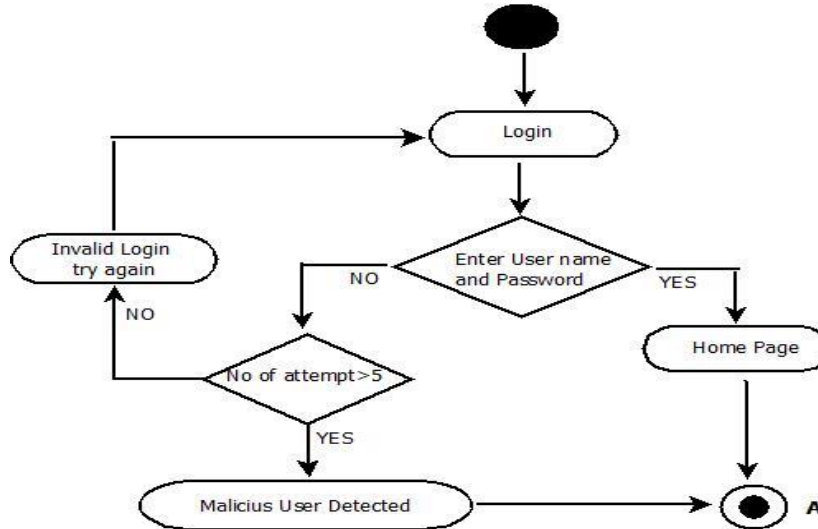 Login
Enter User name
and Password
NO
YES
Invalid Login
try again
NO
No of attempt>5
Home Page
YES
Malicius User Detected
A